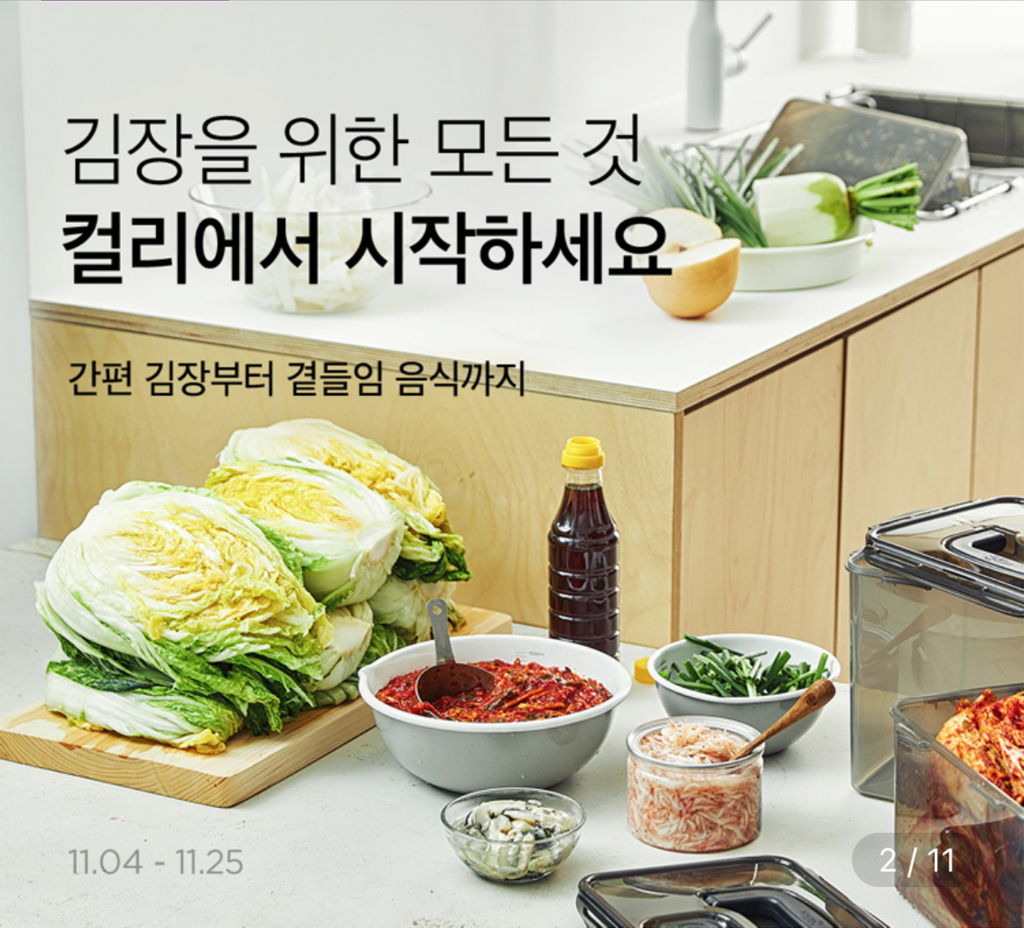 김장을 위한 모든 것
컬리에서 시작하세요
간편 김장부터 곁들임 음식까지
11.04 - 11.25
2 / 11